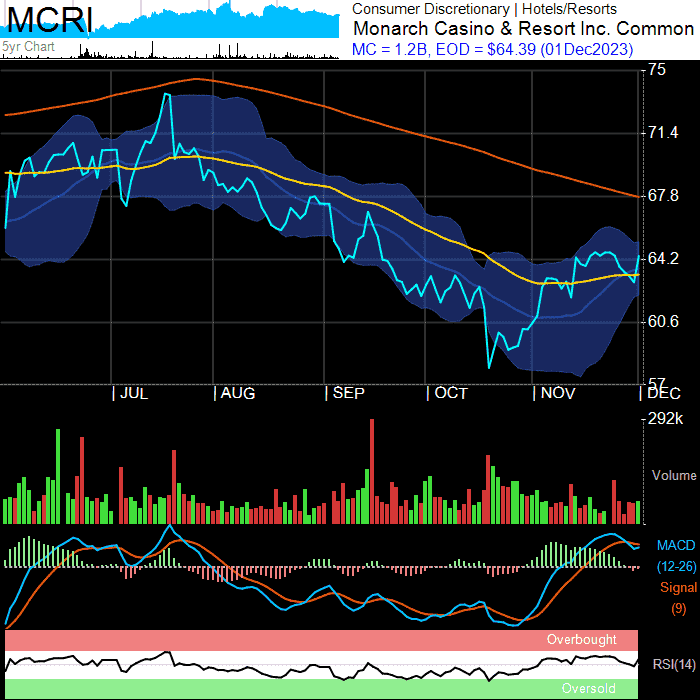 MCRI
Consumer Discretionary | Hotels/Resorts
Monarch Casino & Resort Inc. Common
5yr Chart
MC = 1.2B, EOD = $64.39 (01Dec2023)
75
71.4
67.8
64.2
60.6
57
JUL
AUG
SEP
OCT
NOV
DEC
292k
Volume
MACD
(12-26)
Signal
(9)
Overbought
RSI(14)
Oversold